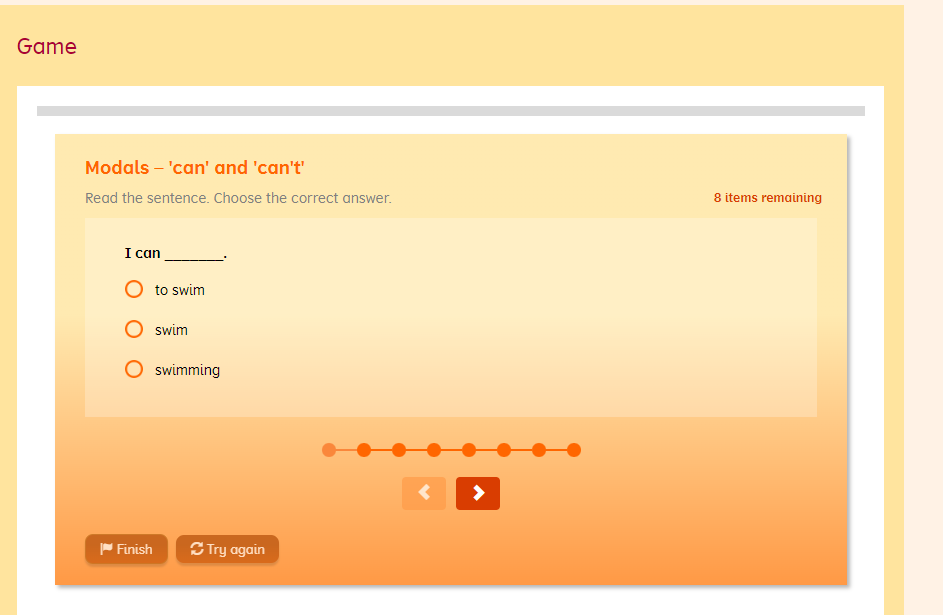 Game
Modals – 'can' and 'can't'
Read the sentence. Choose the correct answer.
8 items remaining
I can _______.
to swim
swim
swimming
Finish
Try again